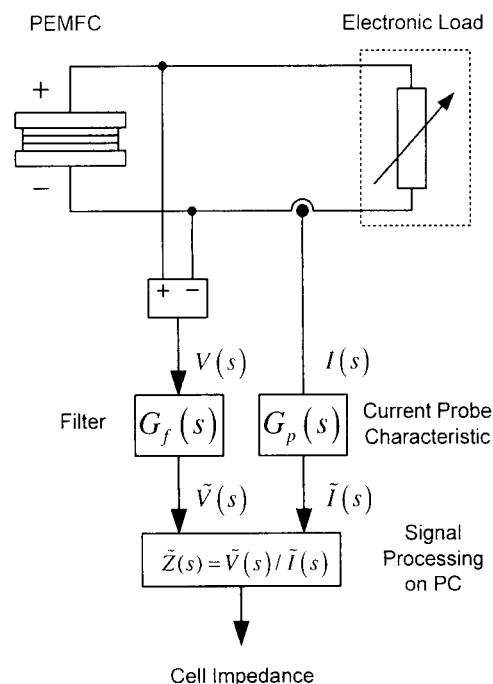 PEMFC
Electronic Load
+
−
+ −
V(s)
I(s)
Filter
G_f(s)
G_p(s)
Current Probe
Characteristic
Ṽ(s)
Ĩ(s)
Z̃(s) = Ṽ(s) / Ĩ(s)
Signal
Processing
on PC
Cell Impedance